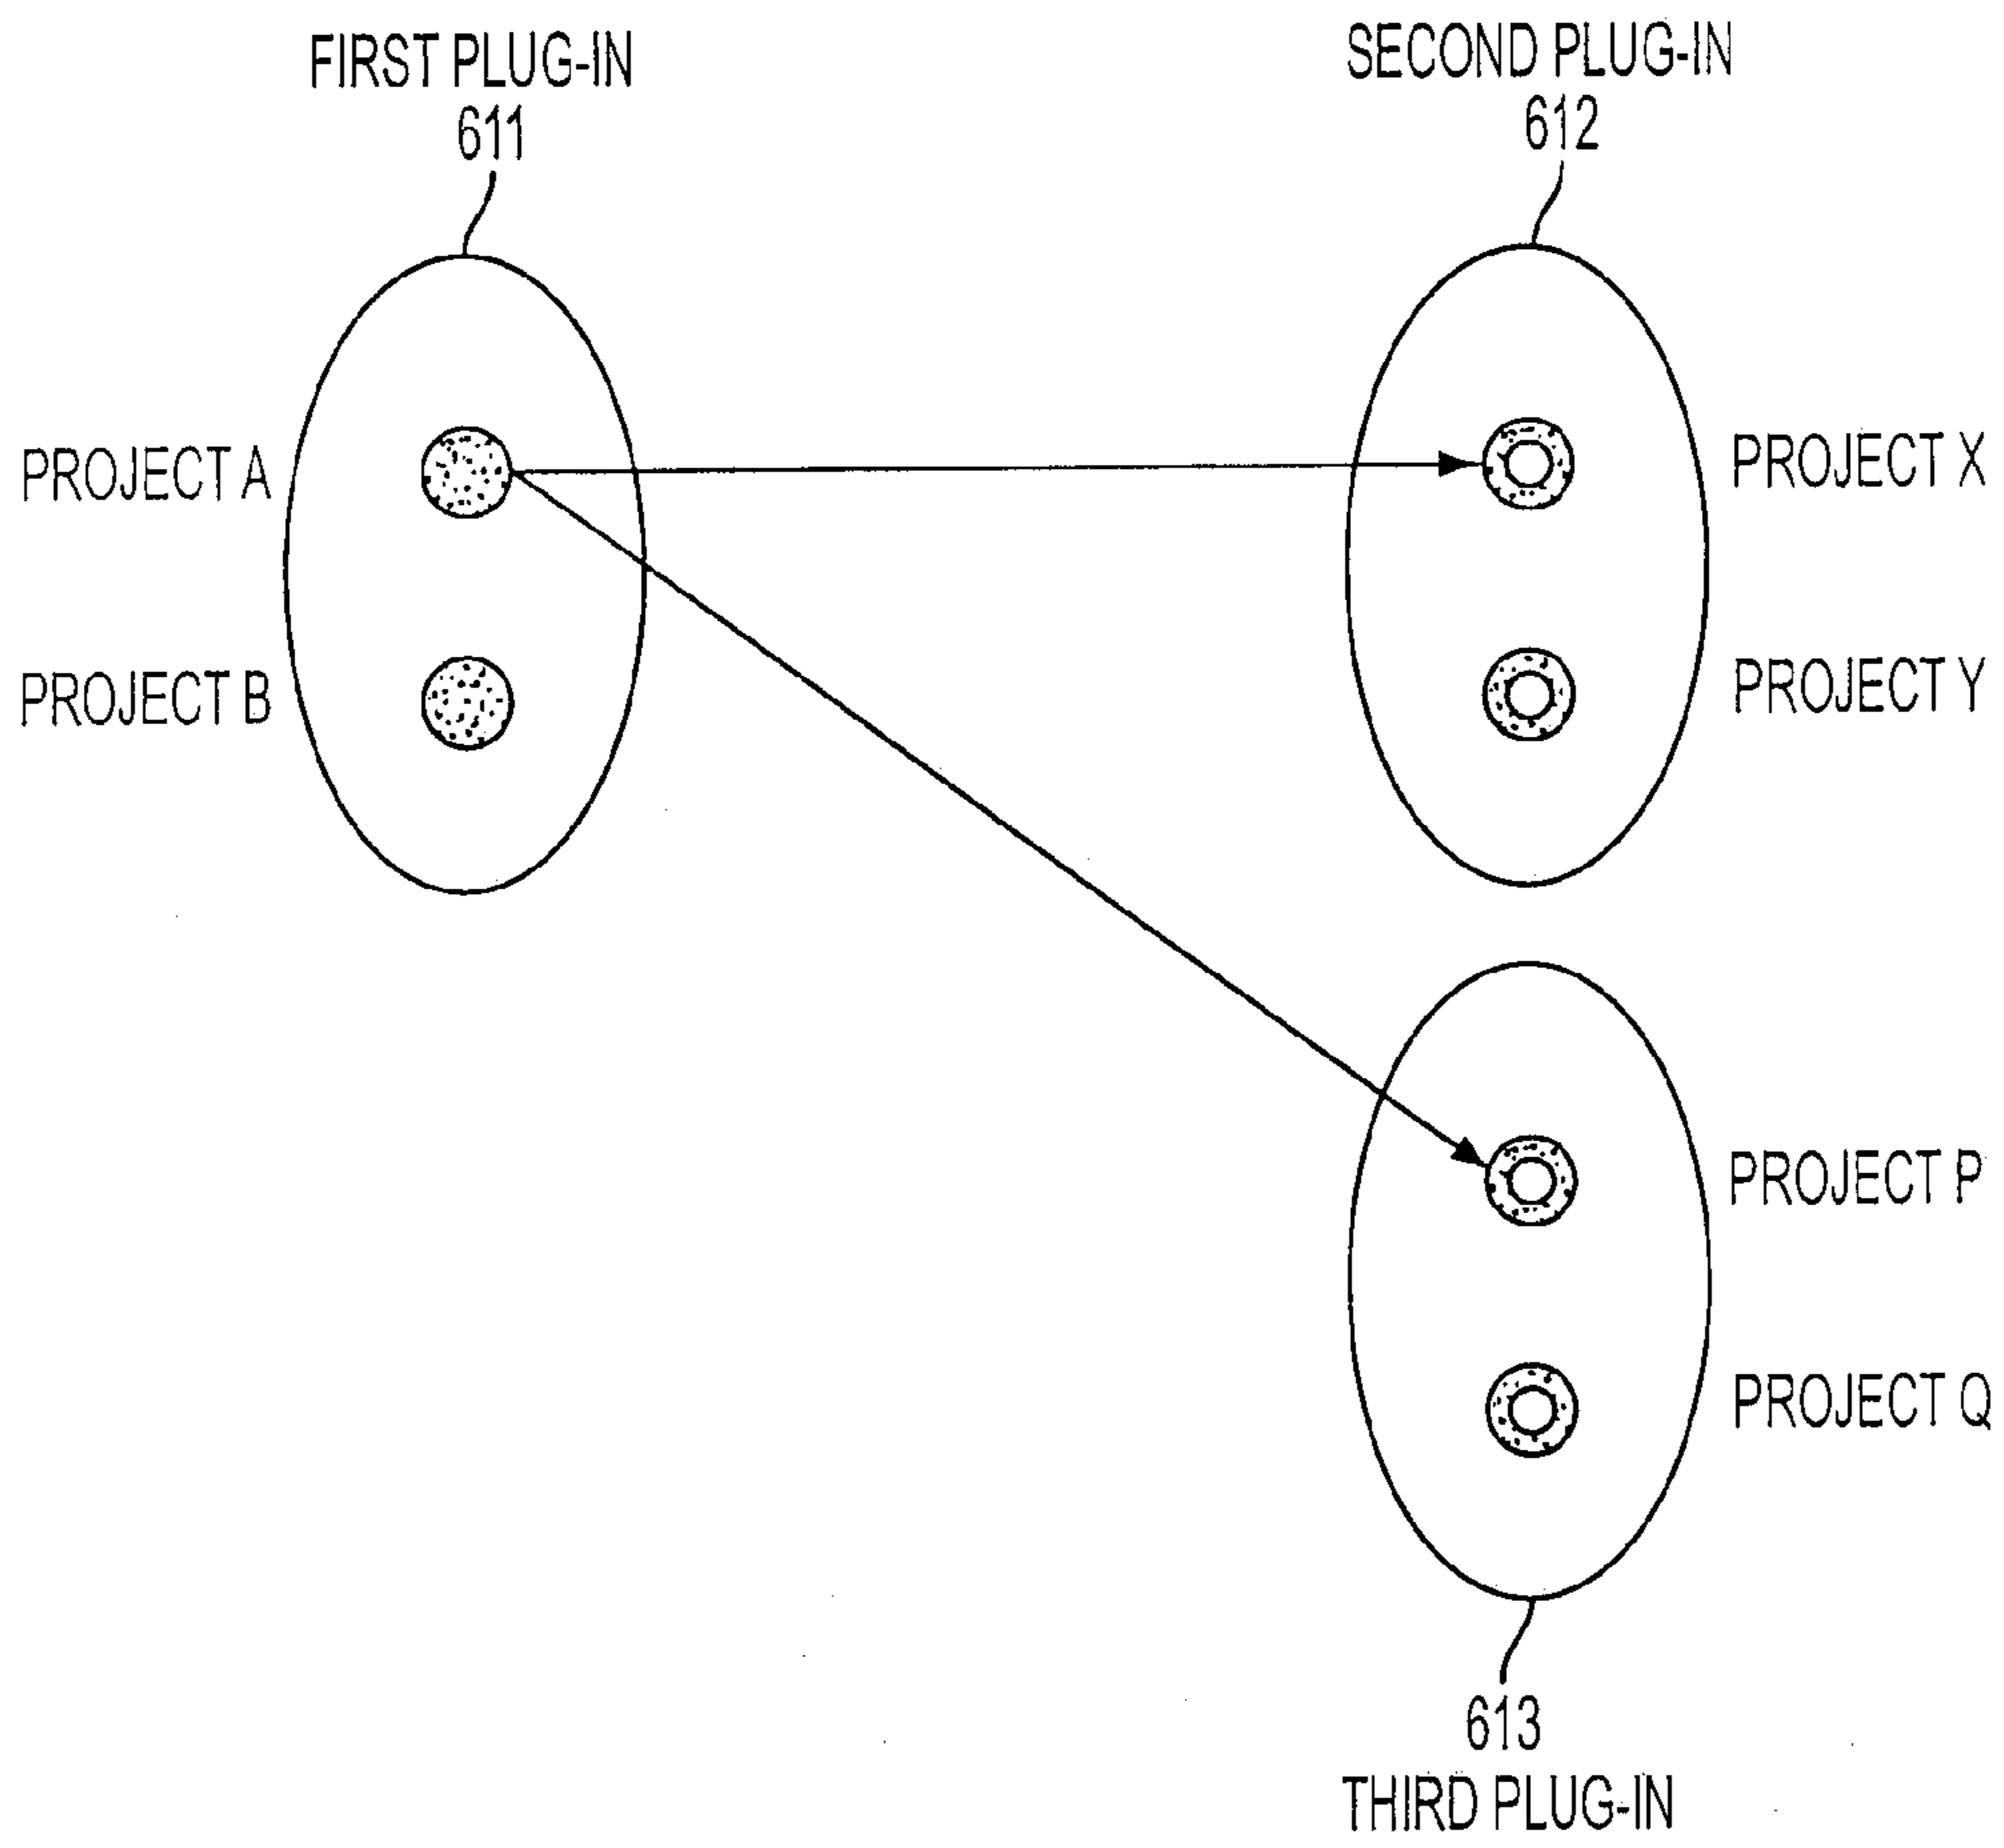 FIRST PLUG-IN
611
SECOND PLUG-IN
612
PROJECT A
PROJECT X
PROJECT B
PROJECT Y
PROJECT P
PROJECT Q
613
THIRD PLUG-IN